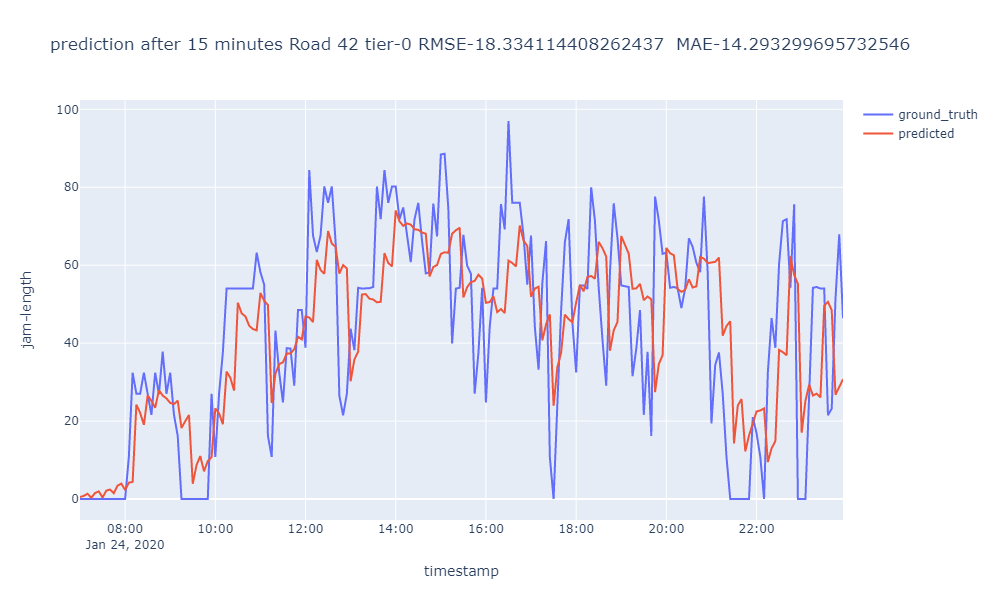 prediction after 15 minutes Road 42 tier-0 RMSE-18.334114408262437  MAE-14.293299695732546
ground_truth
predicted
jam-length
100
80
60
40
20
0
08:00 10:00 12:00 14:00 16:00 18:00 20:00 22:00
Jan 24, 2020
timestamp